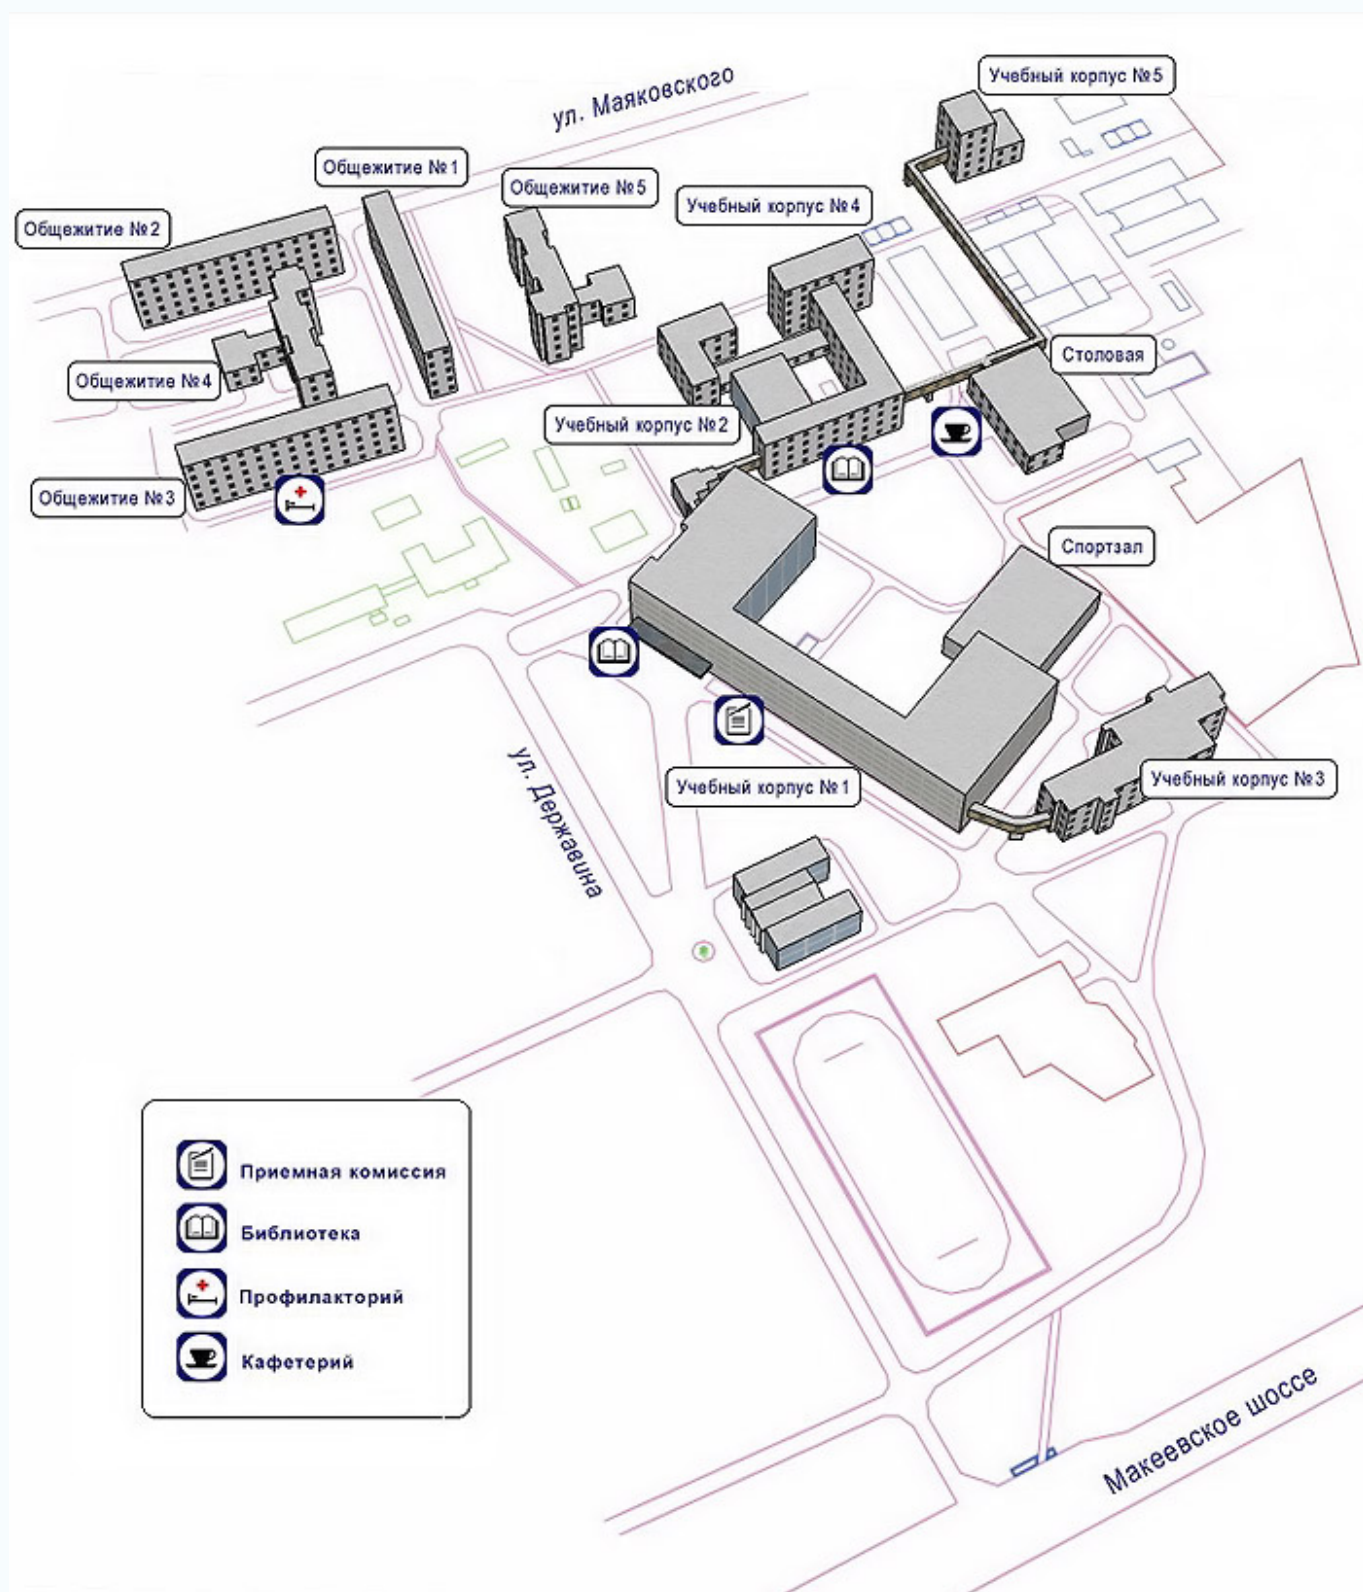 ул. Маяковского
Учебный корпус №5
Общежитие №1
Общежитие №5
Учебный корпус №4
Общежитие №2
Столовая
Общежитие №4
Учебный корпус №2
Общежитие №3
Спортзал
Учебный корпус №1
Учебный корпус №3
ул. Державина
Приемная комиссия
Библиотека
Профилакторий
Кафетерий
Макеевское шоссе